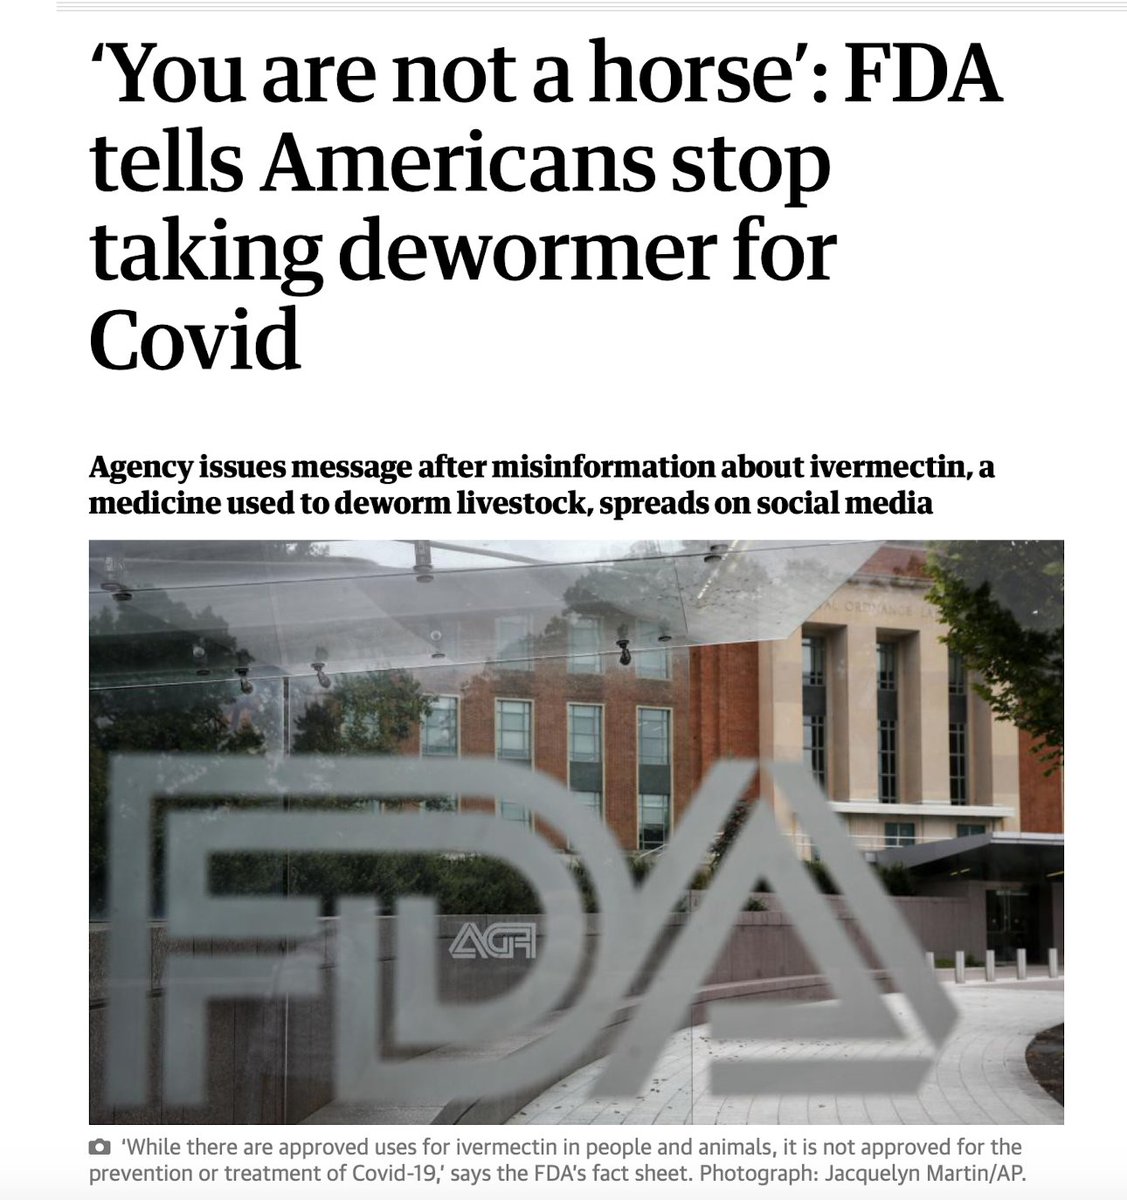 ‘You are not a horse’: FDA
tells Americans stop
taking dewormer for
Covid
Agency issues message after misinformation about ivermectin, a
medicine used to deworm livestock, spreads on social media
FDA
‘While there are approved uses for ivermectin in people and animals, it is not approved for the
prevention or treatment of Covid-19,’ says the FDA’s fact sheet. Photograph: Jacquelyn Martin/AP.